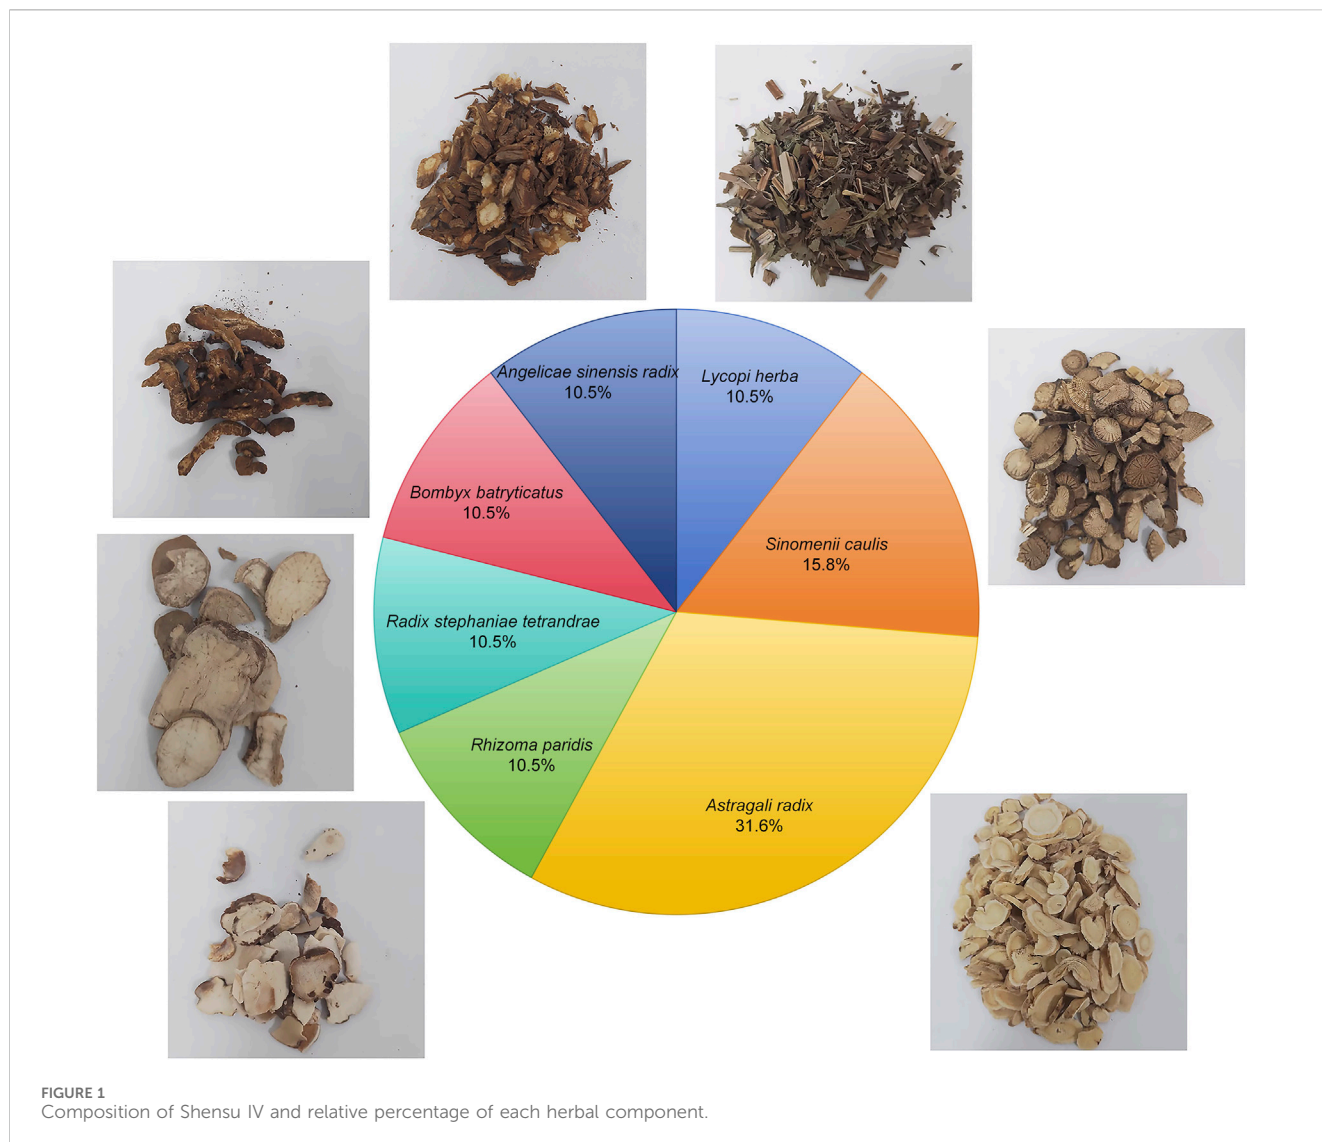 Angelicae sinensis radix
10.5%
Lycopi herba
10.5%
Bombyx batryticatus
10.5%
Sinomenii caulis
15.8%
Radix stephaniae tetrandrae
10.5%
Rhizoma paridis
10.5%
Astragali radix
31.6%
FIGURE 1
Composition of Shensu IV and relative percentage of each herbal component.